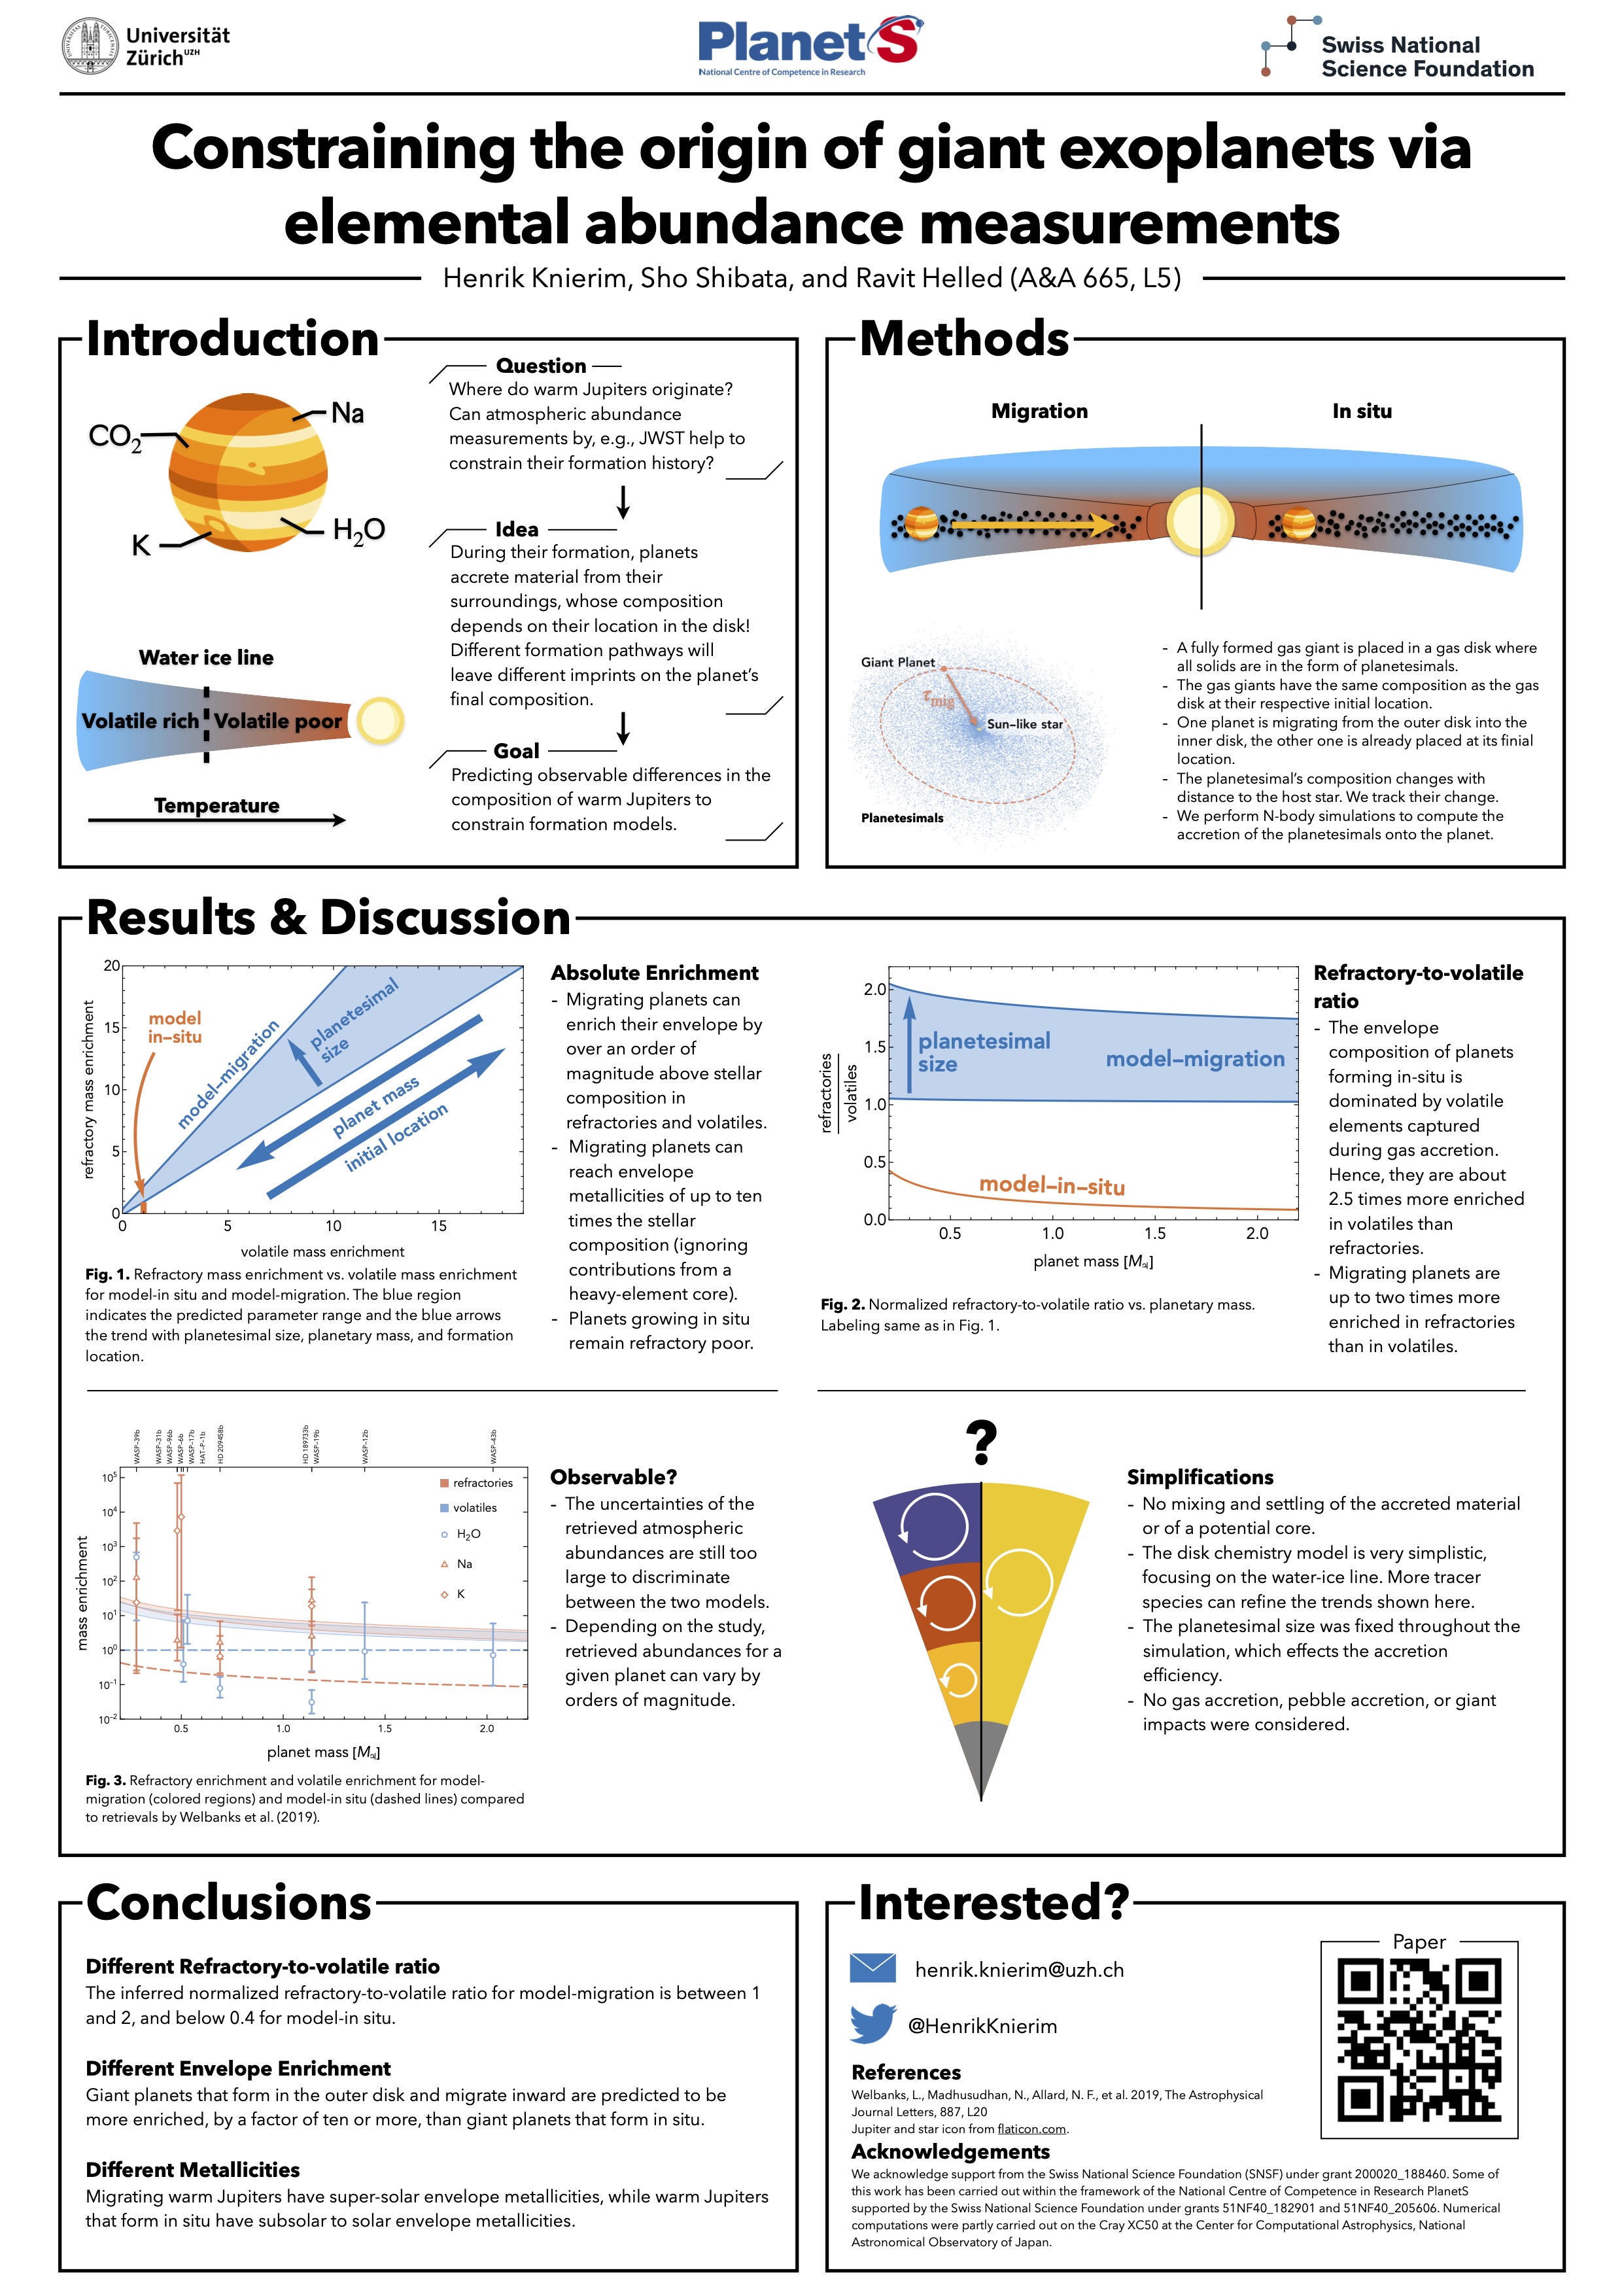 Universität
Zürich UZH
PlanetS
National Centre of Competence in Research
Swiss National
Science Foundation
Constraining the origin of giant exoplanets via
elemental abundance measurements
Henrik Knierim, Sho Shibata, and Ravit Helled (A&A 665, L5)
Introduction
CO2
Na
K
H2O
Water ice line
Volatile rich
Volatile poor
Temperature
Question
Where do warm Jupiters originate?
Can atmospheric abundance
measurements by, e.g., JWST help to
constrain their formation history?
Idea
During their formation, planets
accrete material from their
surroundings, whose composition
depends on their location in the disk!
Different formation pathways will
leave different imprints on the planet's
final composition.
Goal
Predicting observable differences in the
composition of warm Jupiters to
constrain formation models.
Methods
Migration
In situ
Giant Planet
τmig
Sun-like star
Planetesimals
- A fully formed gas giant is placed in a gas disk where
all solids are in the form of planetesimals.
- The gas giants have the same composition as the gas
disk at their respective initial location.
- One planet is migrating from the outer disk into the
inner disk, the other one is already placed at its finial
location.
- The planetesimal's composition changes with
distance to the host star. We track their change.
- We perform N-body simulations to compute the
accretion of the planetesimals onto the planet.
Results & Discussion
refractory mass enrichment
20
15
10
5
0
0
5
10
15
volatile mass enrichment
model
in-situ
model-migration
planetesimal
size
planet mass
initial location
Fig. 1. Refractory mass enrichment vs. volatile mass enrichment
for model-in situ and model-migration. The blue region
indicates the predicted parameter range and the blue arrows
the trend with planetesimal size, planetary mass, and formation
location.
Absolute Enrichment
- Migrating planets can
enrich their envelope by
over an order of
magnitude above stellar
composition in
refractories and volatiles.
- Migrating planets can
reach envelope
metallicities of up to ten
times the stellar
composition (ignoring
contributions from a
heavy-element core).
- Planets growing in situ
remain refractory poor.
refractories
volatiles
2.0
1.5
1.0
0.5
0.0
0.5
1.0
1.5
2.0
planet mass [M♃]
planetesimal
size
model-migration
model-in-situ
Fig. 2. Normalized refractory-to-volatile ratio vs. planetary mass.
Labeling same as in Fig. 1.
Refractory-to-volatile
ratio
- The envelope
composition of planets
forming in-situ is
dominated by volatile
elements captured
during gas accretion.
Hence, they are about
2.5 times more enriched
in volatiles than
refractories.
- Migrating planets are
up to two times more
enriched in refractories
than in volatiles.
WASP-39b
WASP-31b
WASP-96b
WASP-6b
WASP-17b
HAT-P-1b
HD 209458b
HD 189733b
WASP-19b
WASP-12b
WASP-43b
mass enrichment
10^5
10^4
10^3
10^2
10^1
10^0
10^-1
10^-2
0.5
1.0
1.5
2.0
planet mass [M♃]
refractories
volatiles
H2O
Na
K
Fig. 3. Refractory enrichment and volatile enrichment for model-
migration (colored regions) and model-in situ (dashed lines) compared
to retrievals by Welbanks et al. (2019).
Observable?
- The uncertainties of the
retrieved atmospheric
abundances are still too
large to discriminate
between the two models.
- Depending on the study,
retrieved abundances for a
given planet can vary by
orders of magnitude.
?
Simplifications
- No mixing and settling of the accreted material
or of a potential core.
- The disk chemistry model is very simplistic,
focusing on the water-ice line. More tracer
species can refine the trends shown here.
- The planetesimal size was fixed throughout the
simulation, which effects the accretion
efficiency.
- No gas accretion, pebble accretion, or giant
impacts were considered.
Conclusions
Different Refractory-to-volatile ratio
The inferred normalized refractory-to-volatile ratio for model-migration is between 1
and 2, and below 0.4 for model-in situ.
Different Envelope Enrichment
Giant planets that form in the outer disk and migrate inward are predicted to be
more enriched, by a factor of ten or more, than giant planets that form in situ.
Different Metallicities
Migrating warm Jupiters have super-solar envelope metallicities, while warm Jupiters
that form in situ have subsolar to solar envelope metallicities.
Interested?
henrik.knierim@uzh.ch
@HenrikKnierim
Paper
References
Welbanks, L., Madhusudhan, N., Allard, N. F., et al. 2019, The Astrophysical
Journal Letters, 887, L20
Jupiter and star icon from flaticon.com.
Acknowledgements
We acknowledge support from the Swiss National Science Foundation (SNSF) under grant 200020_188460. Some of
this work has been carried out within the framework of the National Centre of Competence in Research PlanetS
supported by the Swiss National Science Foundation under grants 51NF40_182901 and 51NF40_205606. Numerical
computations were partly carried out on the Cray XC50 at the Center for Computational Astrophysics, National
Astronomical Observatory of Japan.